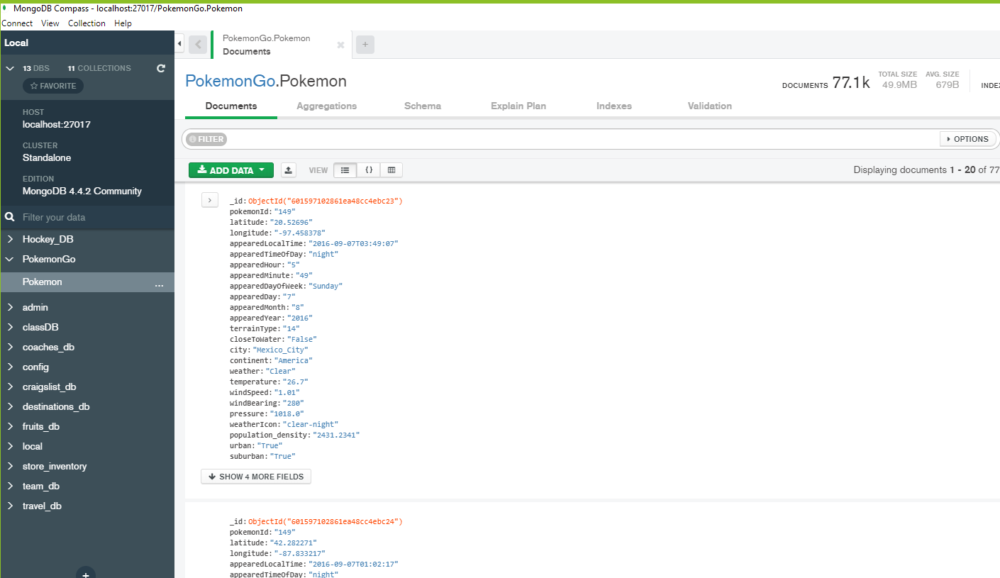 MongoDB Compass - localhost:27017/PokemonGo.Pokemon
Connect View Collection Help
Local
13 DBS 11 COLLECTIONS
FAVORITE
HOST
localhost:27017
CLUSTER
Standalone
EDITION
MongoDB 4.4.2 Community
Filter your data
Hockey_DB
PokemonGo
Pokemon ...
admin
classDB
coaches_db
config
craigslist_db
destinations_db
fruits_db
local
store_inventory
team_db
travel_db
+
PokemonGo.Pokemon
Documents
+
PokemonGo.Pokemon
DOCUMENTS 77.1k TOTAL SIZE 49.9MB AVG. SIZE 679B INDEX
Documents Aggregations Schema Explain Plan Indexes Validation
FILTER OPTIONS
ADD DATA VIEW {} Displaying documents 1 - 20 of 77
_id: ObjectId("601597102861ea48cc4ebc23")
pokemonId: "149"
latitude: "20.52696"
longitude: "-97.458378"
appearedLocalTime: "2016-09-07T03:49:07"
appearedTimeOfDay: "night"
appearedHour: "5"
appearedMinute: "49"
appearedDayOfWeek: "Sunday"
appearedDay: "7"
appearedMonth: "8"
appearedYear: "2016"
terrainType: "14"
closeToWater: "False"
city: "Mexico_City"
continent: "America"
weather: "Clear"
temperature: "26.7"
windSpeed: "1.01"
windBearing: "280"
pressure: "1018.0"
weatherIcon: "clear-night"
population_density: "2431.2341"
urban: "True"
suburban: "True"
SHOW 4 MORE FIELDS
_id: ObjectId("601597102861ea48cc4ebc24")
pokemonId: "149"
latitude: "42.282271"
longitude: "-87.833217"
appearedLocalTime: "2016-09-07T01:02:17"
appearedTimeOfDay: "night"